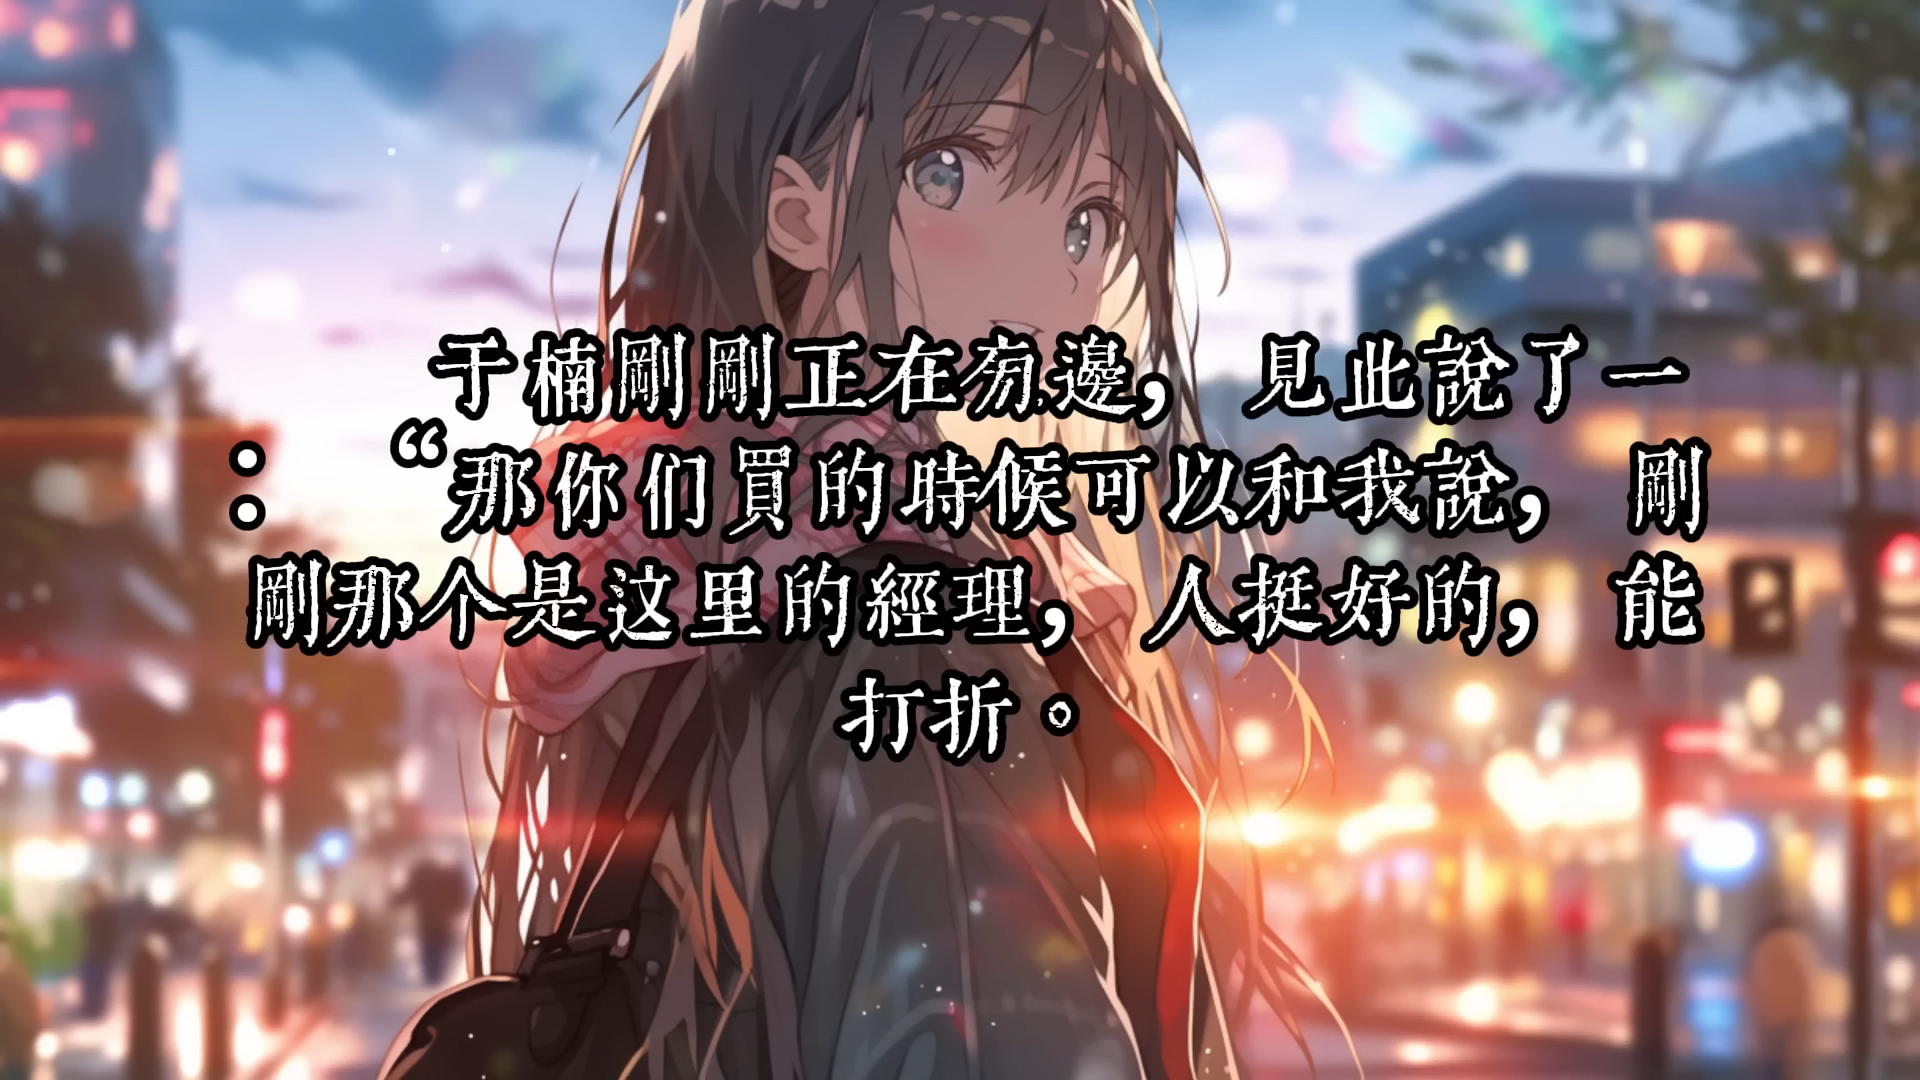 于楠剛剛正在旁邊，見此說了一
：“那你们買的時候可以和我說，剛
剛那个是这里的經理，人挺好的，能
打折。